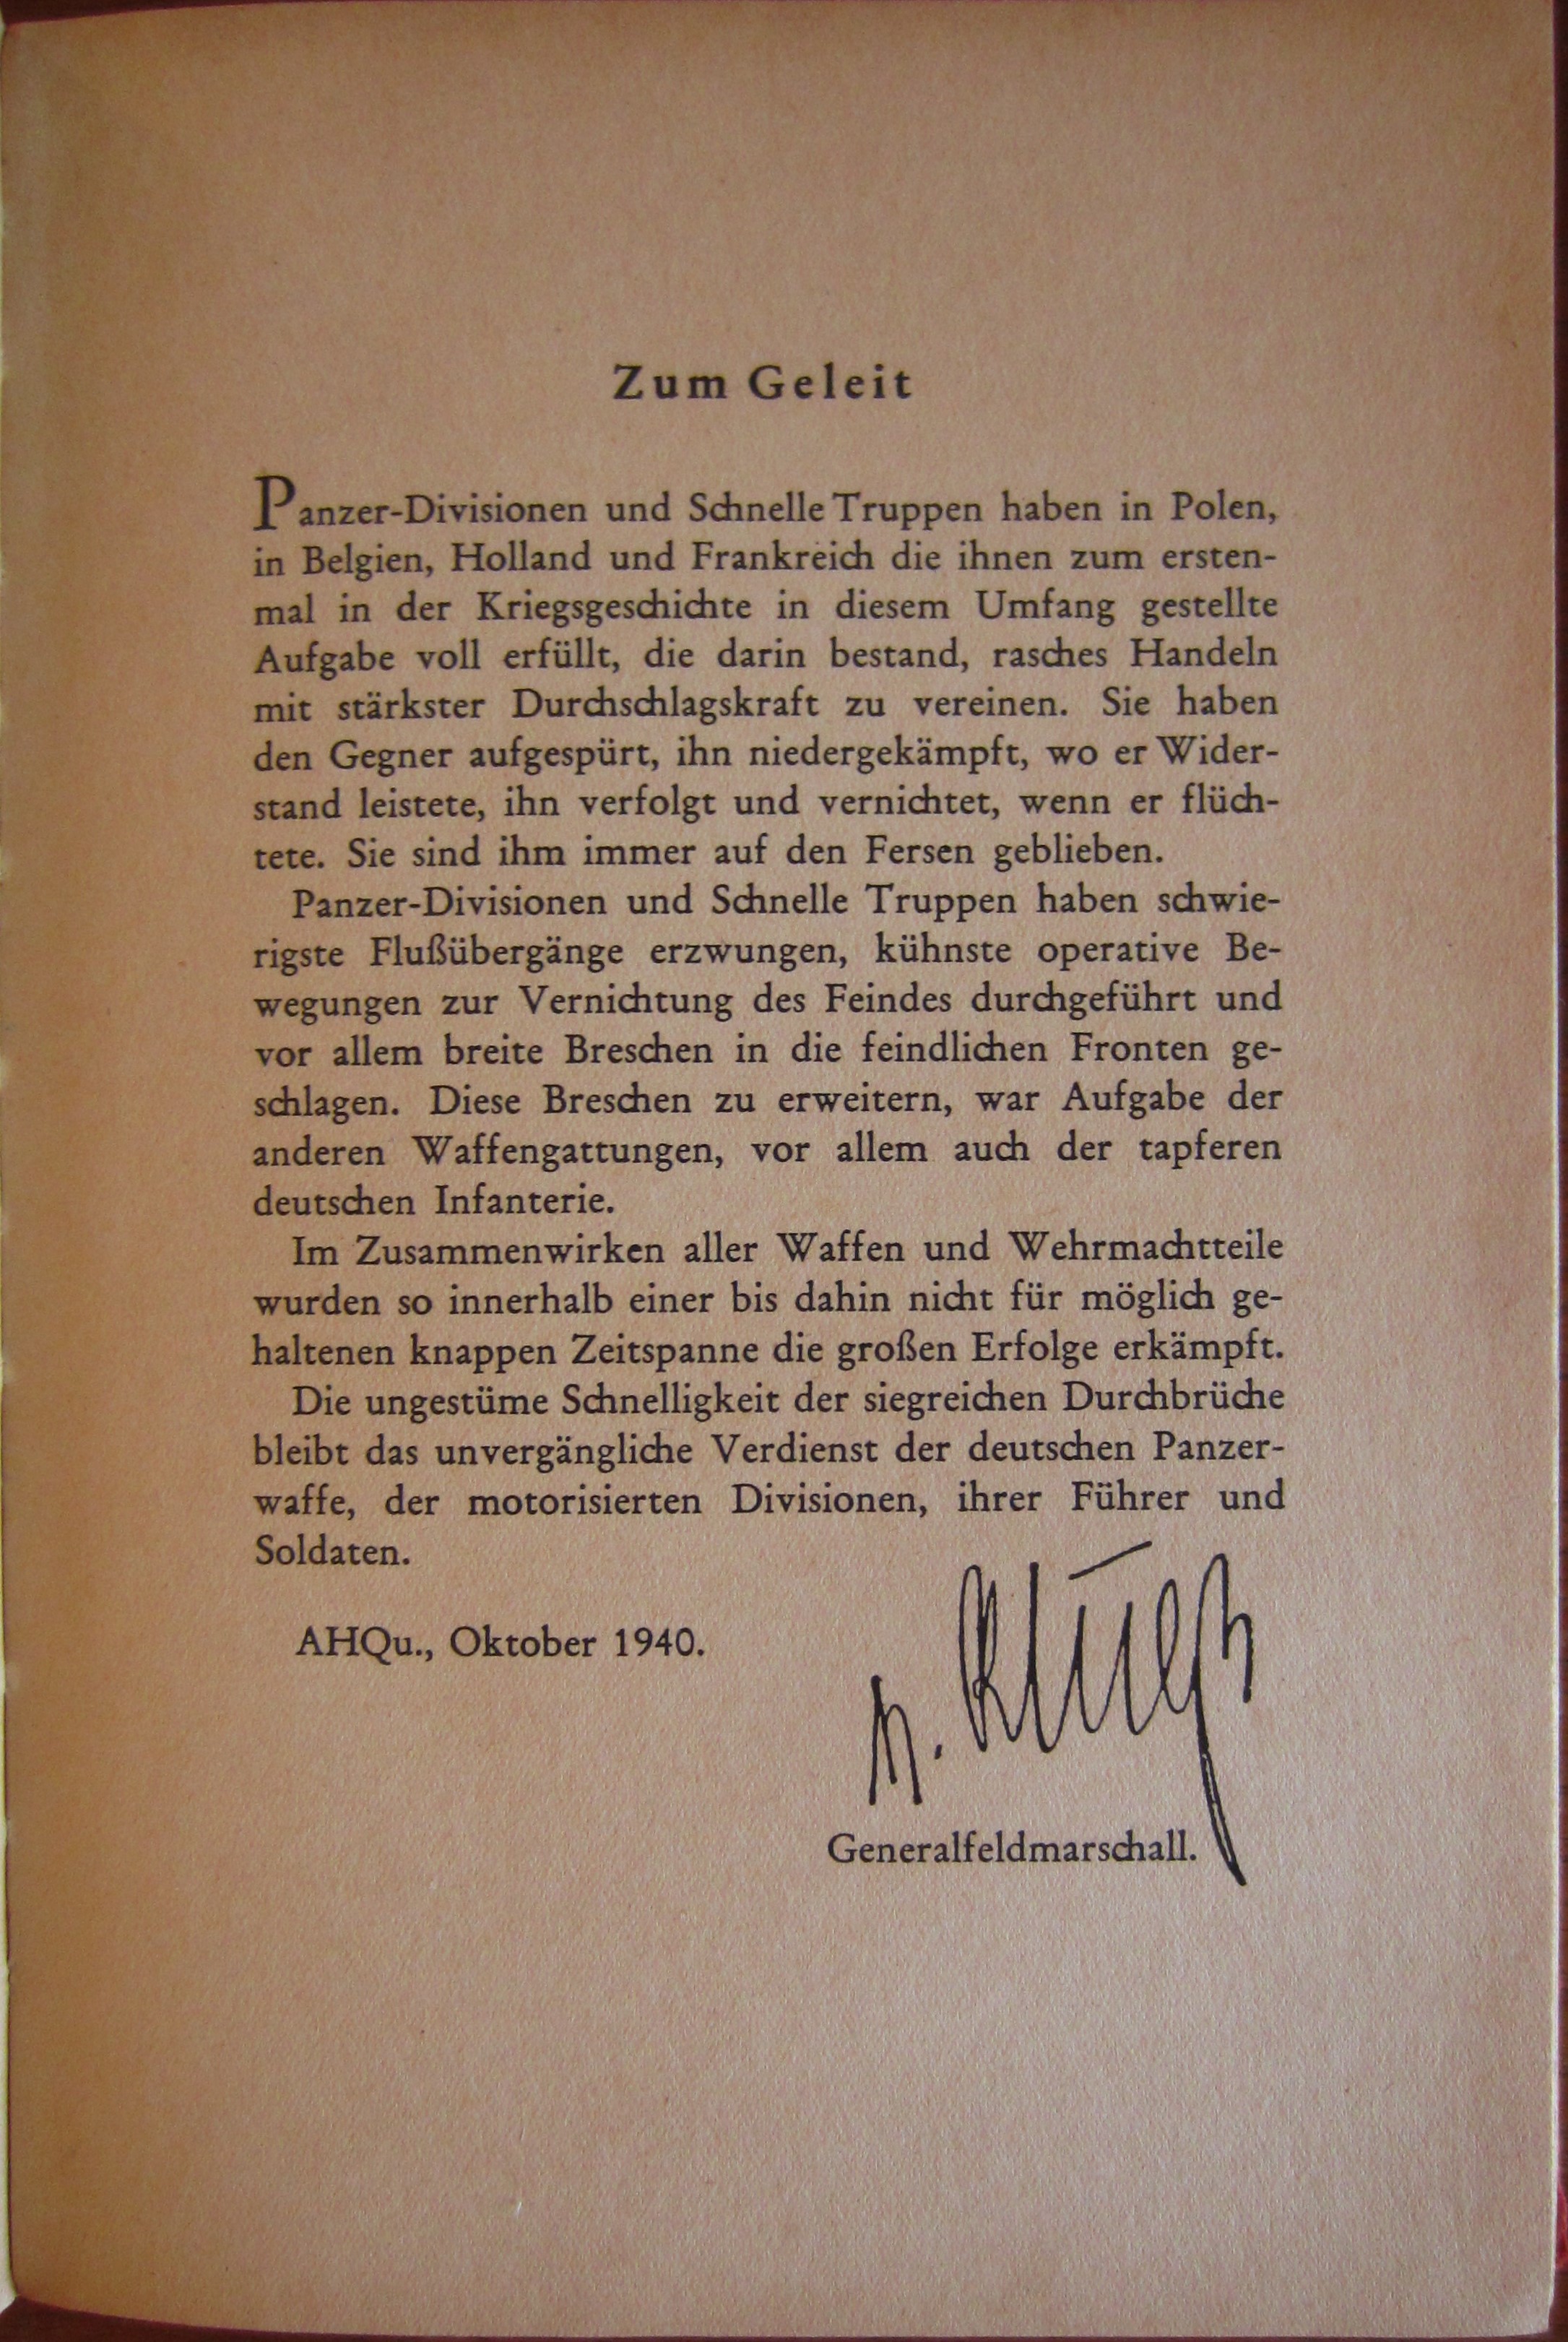 Zum Geleit
Panzer-Divisionen und Schnelle Truppen haben in Polen,
in Belgien, Holland und Frankreich die ihnen zum ersten-
mal in der Kriegsgeschichte in diesem Umfang gestellte
Aufgabe voll erfüllt, die darin bestand, rasches Handeln
mit stärkster Durchschlagskraft zu vereinen. Sie haben
den Gegner aufgespürt, ihn niedergekämpft, wo er Wider-
stand leistete, ihn verfolgt und vernichtet, wenn er flüch-
tete. Sie sind ihm immer auf den Fersen geblieben.
Panzer-Divisionen und Schnelle Truppen haben schwie-
rigste Flußübergänge erzwungen, kühnste operative Be-
wegungen zur Vernichtung des Feindes durchgeführt und
vor allem breite Breschen in die feindlichen Fronten ge-
schlagen. Diese Breschen zu erweitern, war Aufgabe der
anderen Waffengattungen, vor allem auch der tapferen
deutschen Infanterie.
Im Zusammenwirken aller Waffen und Wehrmachtteile
wurden so innerhalb einer bis dahin nicht für möglich ge-
haltenen knappen Zeitspanne die großen Erfolge erkämpft.
Die ungestüme Schnelligkeit der siegreichen Durchbrüche
bleibt das unvergängliche Verdienst der deutschen Panzer-
waffe, der motorisierten Divisionen, ihrer Führer und
Soldaten.
AHQu., Oktober 1940.
v. Kluge
Generalfeldmarschall.